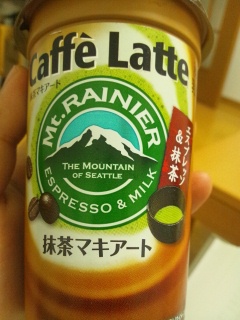 Caffè Latte
抹茶マキアート
Mt. RAINIER
THE MOUNTAIN
OF SEATTLE
ESPRESSO & MILK
エスプレッソ
&抹茶
抹茶マキアート